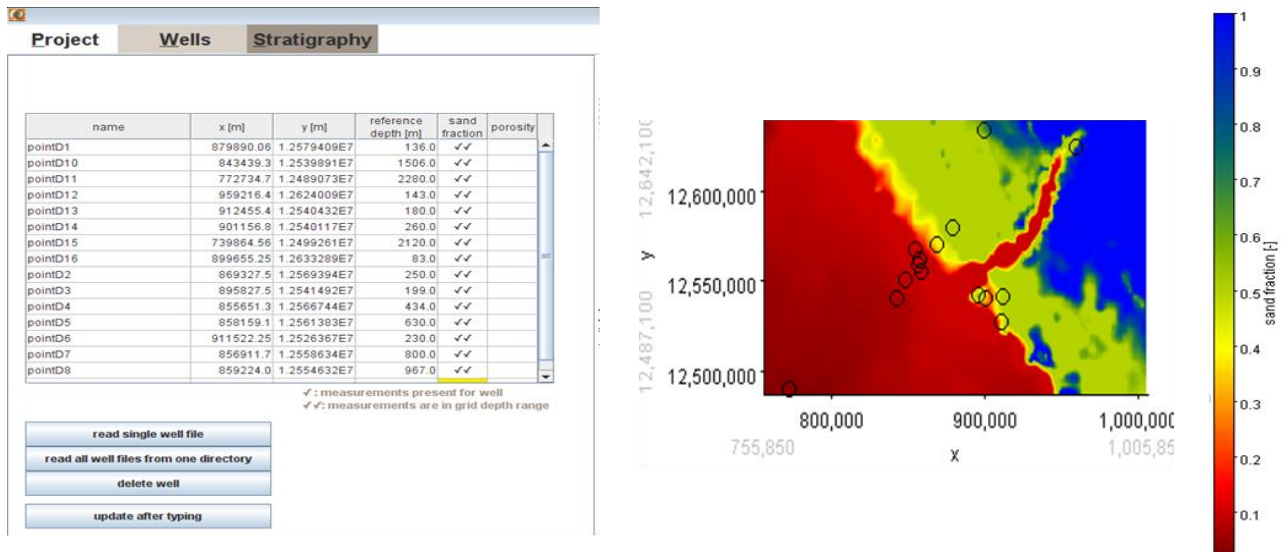 Project Wells Stratigraphy
name x [m] y [m] reference depth [m] sand fraction porosity
pointD1 879890.06 1.2579409E7 136.0 ✓✓
pointD10 843439.3 1.2539891E7 1506.0 ✓✓
pointD11 772734.7 1.2489073E7 2280.0 ✓✓
pointD12 959216.4 1.2624009E7 143.0 ✓✓
pointD13 912455.4 1.2540432E7 180.0 ✓✓
pointD14 901156.8 1.2540117E7 260.0 ✓✓
pointD15 739864.56 1.2499261E7 2120.0 ✓✓
pointD16 899655.25 1.2633289E7 83.0 ✓✓
pointD2 869327.5 1.2569394E7 250.0 ✓✓
pointD3 895827.5 1.2541492E7 199.0 ✓✓
pointD4 855651.3 1.2566744E7 434.0 ✓✓
pointD5 858159.1 1.2561383E7 630.0 ✓✓
pointD6 911522.25 1.2526367E7 230.0 ✓✓
pointD7 856911.7 1.2558634E7 800.0 ✓✓
pointD8 859224.0 1.2554632E7 967.0 ✓✓
✓: measurements present for well
✓✓: measurements are in grid depth range
read single well file
read all well files from one directory
delete well
update after typing
12,642,100
12,487,100
y
12,600,000
12,550,000
12,500,000
800,000 900,000 1,000,000
755,850 x 1,005,85
1
0.9
0.8
0.7
0.6
0.5
0.4
0.3
0.2
0.1
sand fraction [-]